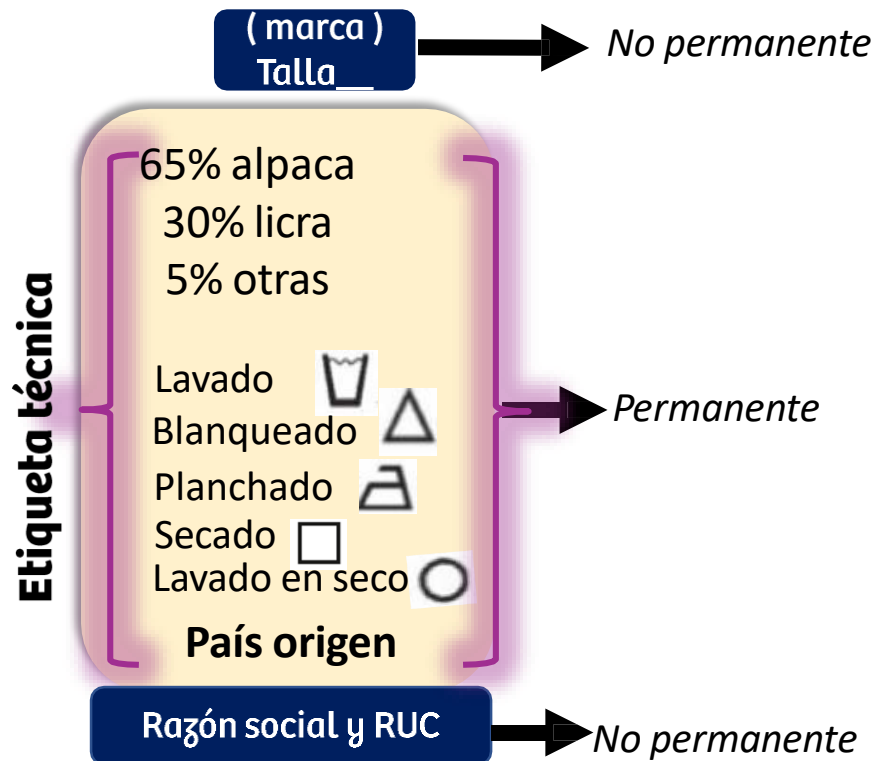 ( marca )
Talla__
No permanente
Etiqueta técnica
65% alpaca
30% licra
5% otras
Lavado
Blanqueado
Planchado
Secado
Lavado en seco
País origen
Permanente
Razón social y RUC
No permanente